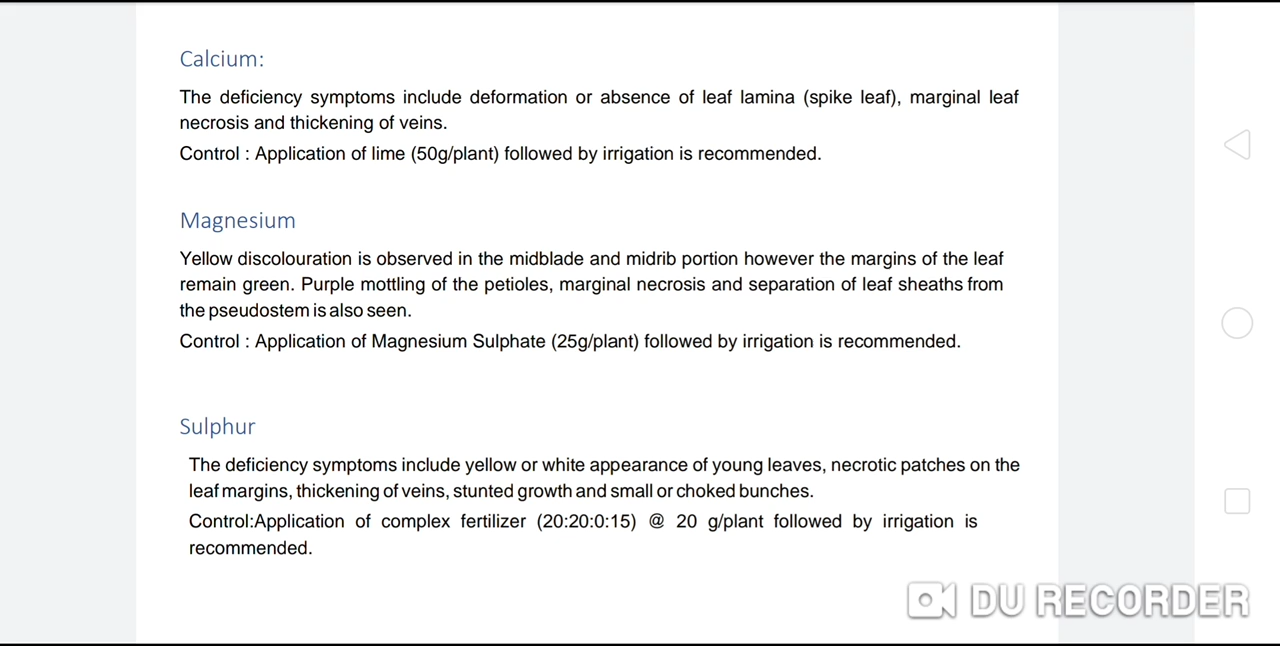 Calcium:
The deficiency symptoms include deformation or absence of leaf lamina (spike leaf), marginal leaf
necrosis and thickening of veins.
Control : Application of lime (50g/plant) followed by irrigation is recommended.
Magnesium
Yellow discolouration is observed in the midblade and midrib portion however the margins of the leaf
remain green. Purple mottling of the petioles, marginal necrosis and separation of leaf sheaths from
the pseudostem is also seen.
Control : Application of Magnesium Sulphate (25g/plant) followed by irrigation is recommended.
Sulphur
The deficiency symptoms include yellow or white appearance of young leaves, necrotic patches on the
leaf margins, thickening of veins, stunted growth and small or choked bunches.
Control:Application of complex fertilizer (20:20:0:15) @ 20 g/plant followed by irrigation is
recommended.
DU RECORDER